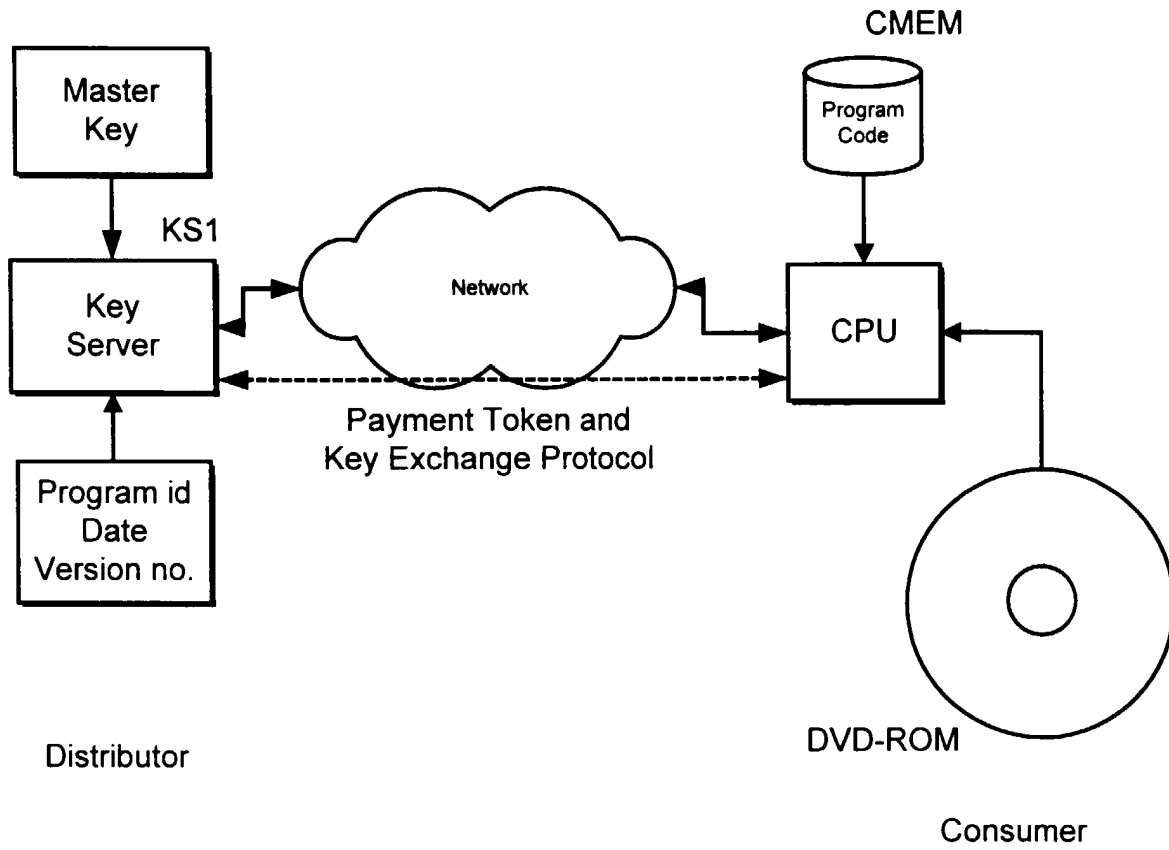 CMEM
Master
Key
Program
Code
KS1
Key
Server
Network
CPU
Payment Token and
Key Exchange Protocol
Program id
Date
Version no.
DVD-ROM
Distributor
Consumer